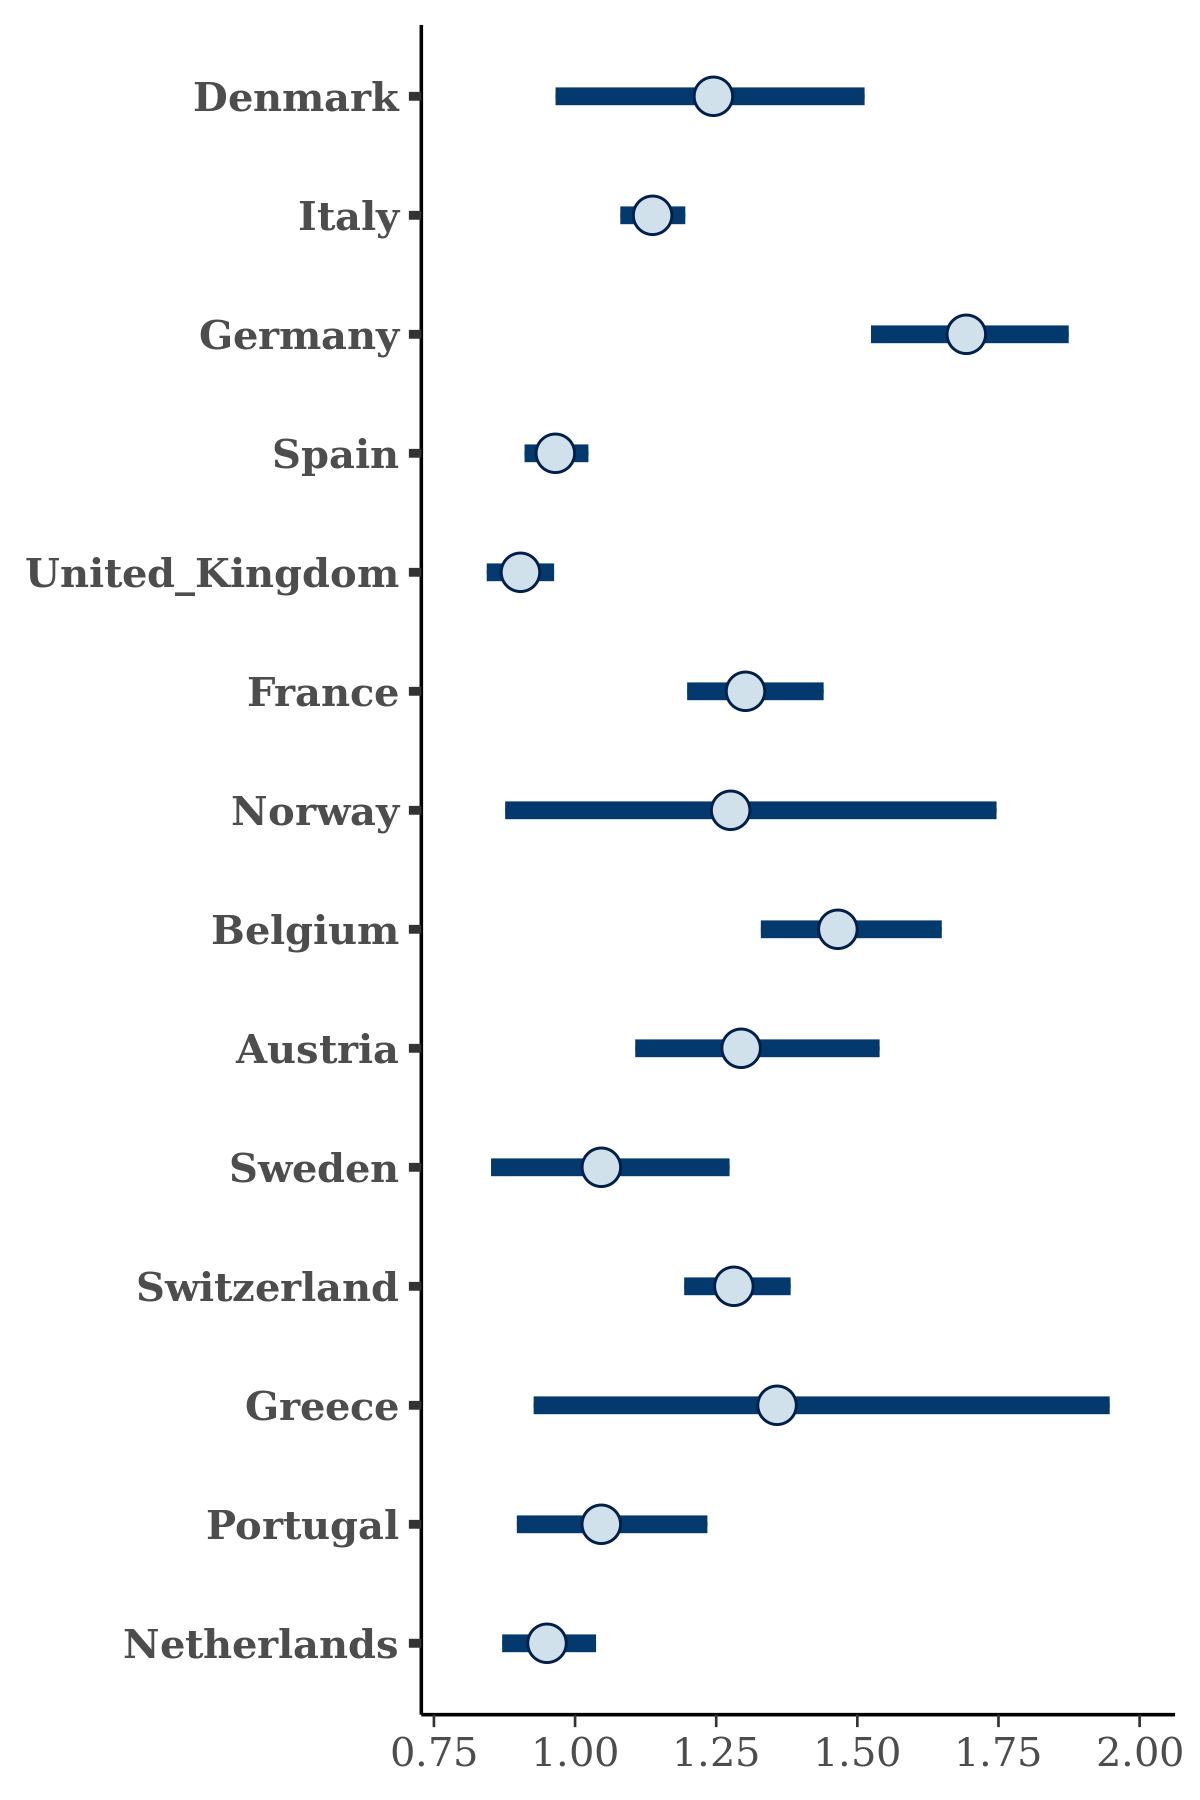 Denmark
Italy
Germany
Spain
United_Kingdom
France
Norway
Belgium
Austria
Sweden
Switzerland
Greece
Portugal
Netherlands
0.75 1.00 1.25 1.50 1.75 2.00